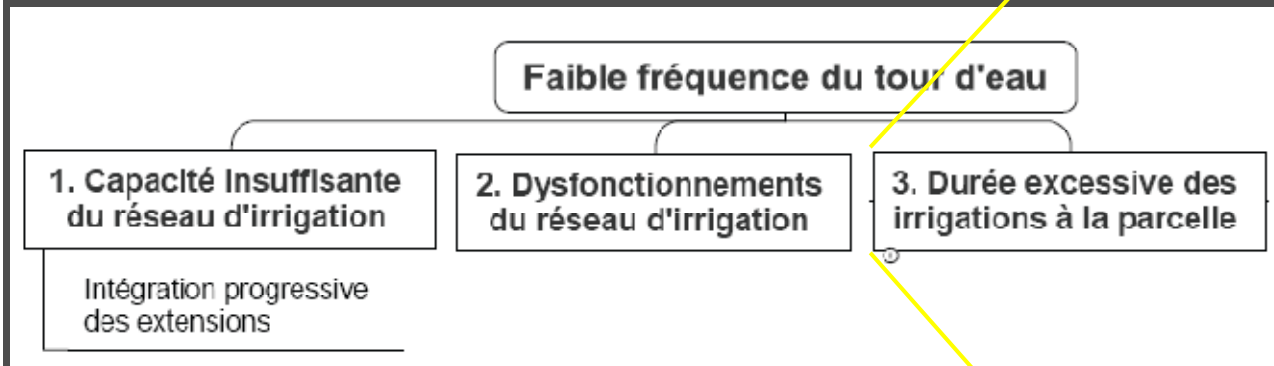 Faible fréquence du tour d'eau
1. Capacité insuffisante
du réseau d'irrigation
Intégration progressive
des extensions
2. Dysfonctionnements
du réseau d'irrigation
3. Durée excessive des
irrigations à la parcelle